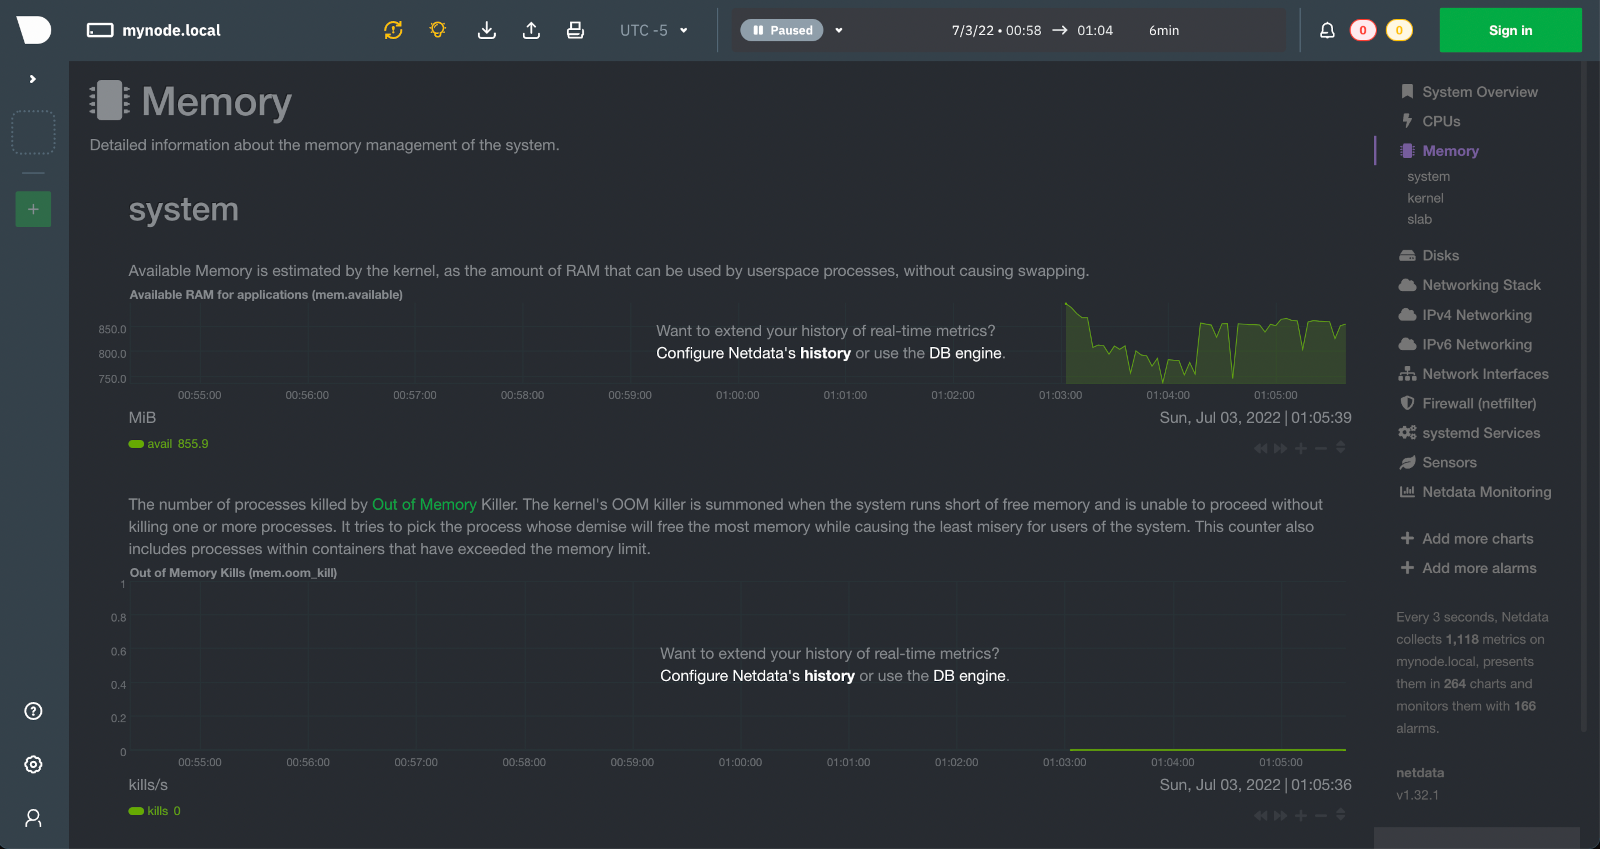 mynode.local
UTC -5
Paused
7/3/22 • 00:58 → 01:04
6min
0
0
Sign in
Memory
Detailed information about the memory management of the system.
system
Available Memory is estimated by the kernel, as the amount of RAM that can be used by userspace processes, without causing swapping.
Available RAM for applications (mem.available)
850.0
800.0
750.0
Want to extend your history of real-time metrics?
Configure Netdata's history or use the DB engine.
00:55:00 00:56:00 00:57:00 00:58:00 00:59:00 01:00:00 01:01:00 01:02:00 01:03:00 01:04:00 01:05:00
MiB
Sun, Jul 03, 2022 | 01:05:39
avail 855.9
The number of processes killed by Out of Memory Killer. The kernel's OOM killer is summoned when the system runs short of free memory and is unable to proceed without
killing one or more processes. It tries to pick the process whose demise will free the most memory while causing the least misery for users of the system. This counter also
includes processes within containers that have exceeded the memory limit.
Out of Memory Kills (mem.oom_kill)
1
0.8
0.6
0.4
0.2
0
Want to extend your history of real-time metrics?
Configure Netdata's history or use the DB engine.
00:55:00 00:56:00 00:57:00 00:58:00 00:59:00 01:00:00 01:01:00 01:02:00 01:03:00 01:04:00 01:05:00
kills/s
Sun, Jul 03, 2022 | 01:05:36
kills 0
System Overview
CPUs
Memory
system
kernel
slab
Disks
Networking Stack
IPv4 Networking
IPv6 Networking
Network Interfaces
Firewall (netfilter)
systemd Services
Sensors
Netdata Monitoring
Add more charts
Add more alarms
Every 3 seconds, Netdata
collects 1,118 metrics on
mynode.local, presents
them in 264 charts and
monitors them with 166
alarms.
netdata
v1.32.1